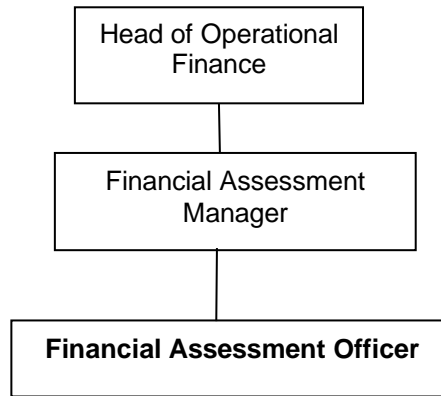 Head of Operational
Finance
Financial Assessment
Manager
Financial Assessment Officer